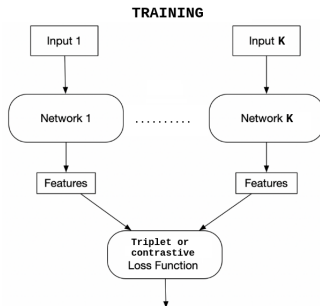 TRAINING
Input 1
Input K
Network 1
..........
Network K
Features
Features
Triplet or
contrastive
Loss Function